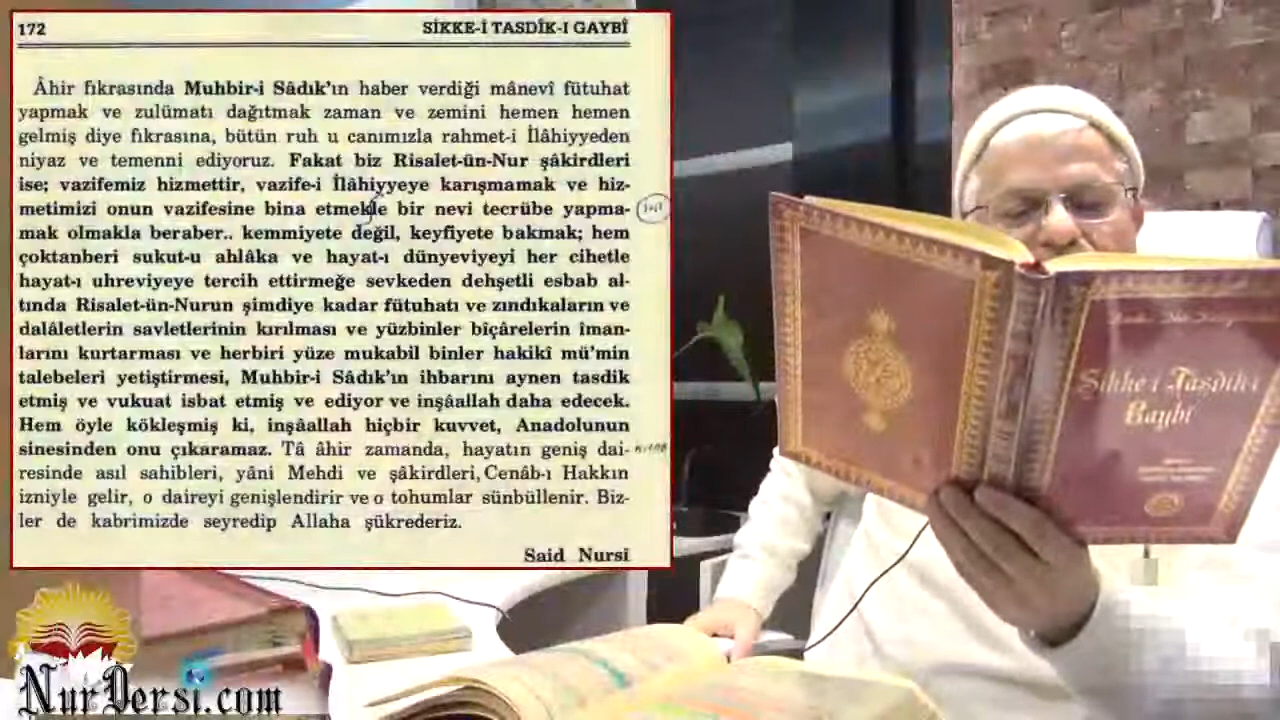 172 SİKKE-İ TASDÎK-I GAYBÎ
Âhir fıkrasında Muhbir-i Sâdık'ın haber verdiği mânevî fütuhat
yapmak ve zulümatı dağıtmak zaman ve zemini hemen hemen
gelmiş diye fıkrasına, bütün ruh u canımızla rahmet-i İlâhiyyeden
niyaz ve temenni ediyoruz. Fakat biz Risalet-ün-Nur şâkirdleri
ise; vazifemiz hizmettir, vazife-i İlâhiyyeye karışmamak ve hiz-
metimizi onun vazifesine bina etmekle bir nevi tecrübe yapma-
mak olmakla beraber.. kemmiyete değil, keyfiyete bakmak; hem
çoktanberi sukut-u ahlâka ve hayat-ı dünyeviyeyi her cihetle
hayat-ı uhreviyeye tercih ettirmeğe sevkeden dehşetli esbab al-
tında Risalet-ün-Nurun şimdiye kadar fütuhatı ve zındıkaların ve
dalâletlerin savletlerinin kırılması ve yüzbinler bîçârelerin îman-
larını kurtarması ve herbiri yüze mukabil binler hakikî mü'min
talebeleri yetiştirmesi, Muhbir-i Sâdık'ın ihbarını aynen tasdik
etmiş ve vukuat isbat etmiş ve ediyor ve inşâallah daha edecek.
Hem öyle kökleşmiş ki, inşâallah hiçbir kuvvet, Anadolunun
sinesinden onu çıkaramaz. Tâ âhir zamanda, hayatın geniş dai-
resinde asıl sahibleri, yâni Mehdi ve şâkirdleri, Cenâb-ı Hakkın
izniyle gelir, o daireyi genişlendirir ve o tohumlar sünbüllenir. Biz-
ler de kabrimizde seyredip Allaha şükrederiz.
Said Nursî
Sikke-i Tasdik-i
Gaybî
NurDersi.com